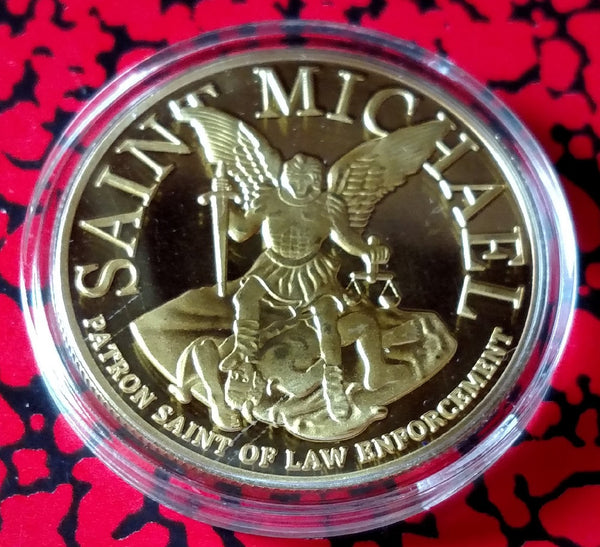 SAINT MICHAEL
PATRON SAINT OF LAW ENFORCEMENT